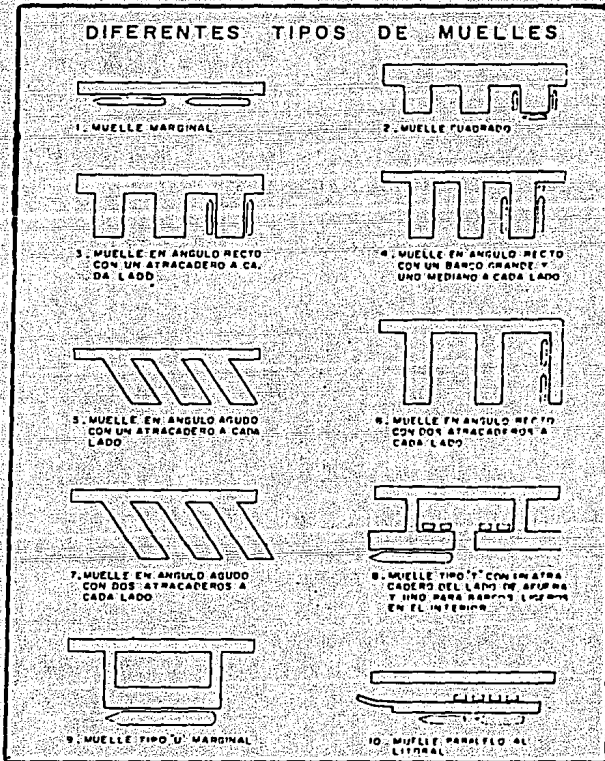 DIFERENTES TIPOS DE MUELLES
1. MUELLE MARGINAL
2. MUELLE CUADRADO
3. MUELLE EN ANGULO RECTO
CON UN ATRACADERO A CA
DA LADO
4. MUELLE EN ANGULO RECTO
CON UN BARCO GRANDE Y
UNO MEDIANO A CADA LADO
5. MUELLE EN ANGULO AGUDO
CON UN ATRACADERO A CADA
LADO
6. MUELLE EN ANGULO RECTO
CON DOS ATRACADEROS A
CADA LADO
7. MUELLE EN ANGULO AGUDO
CON DOS ATRACADEROS A
CADA LADO
8. MUELLE TIPO "T" CON UN ATRA
CADERO DEL LADO DE AFUERA
Y UNO PARA BARCOS LIGEROS
EN EL INTERIOR
9. MUELLE TIPO "U" MARGINAL
10. MUELLE PARALELO AL
LITORAL